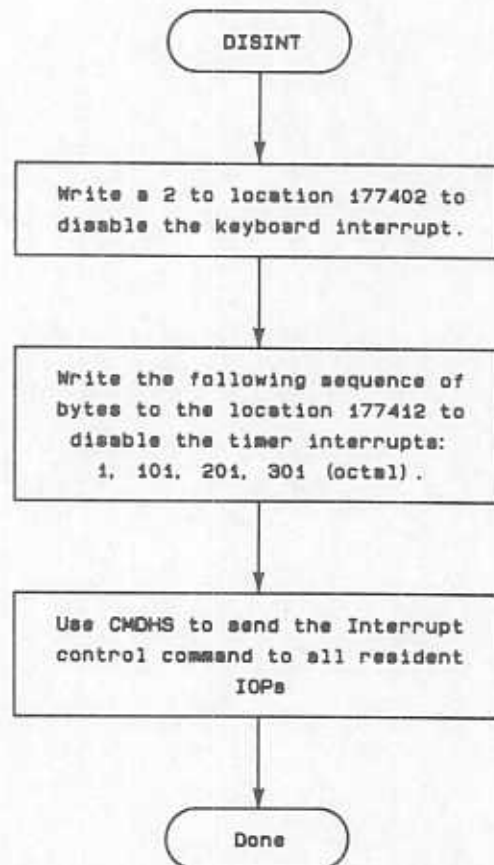 DISINT
Write a 2 to location 177402 to
disable the keyboard interrupt.
Write the following sequence of
bytes to the location 177412 to
disable the timer interrupts:
1, 101, 201, 301 (octal).
Use CMDHS to send the Interrupt
control command to all resident
IOPs
Done